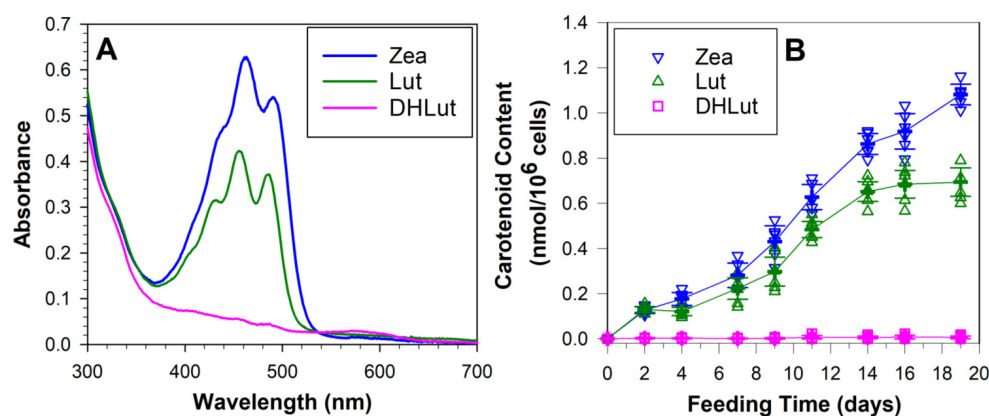 A
Zea
Lut
DHLut
0.7
0.6
0.5
0.4
0.3
0.2
0.1
0.0
Absorbance
300 400 500 600 700
Wavelength (nm)
B
Zea
Lut
DHLut
1.4
1.2
1.0
0.8
0.6
0.4
0.2
0.0
Carotenoid Content
(nmol/10⁶ cells)
0 2 4 6 8 10 12 14 16 18 20
Feeding Time (days)